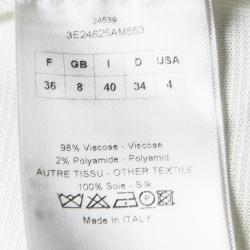 24639
3E24625AM553
F GB I D USA
36 8 40 34 4
98% Viscose - Viscose
2% Polyamide - Polyamid
AUTRE TISSU - OTHER TEXTILE
100% Soie - Silk
Made In ITALY